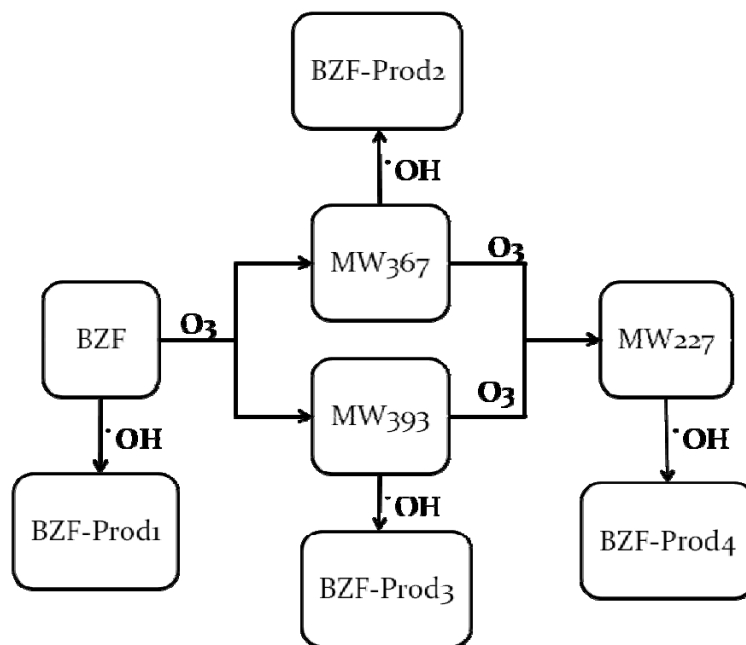 BZF-Prod2
·OH
MW367
O3
BZF
O3
MW227
MW393
O3
·OH
·OH
·OH
BZF-Prod1
BZF-Prod3
BZF-Prod4